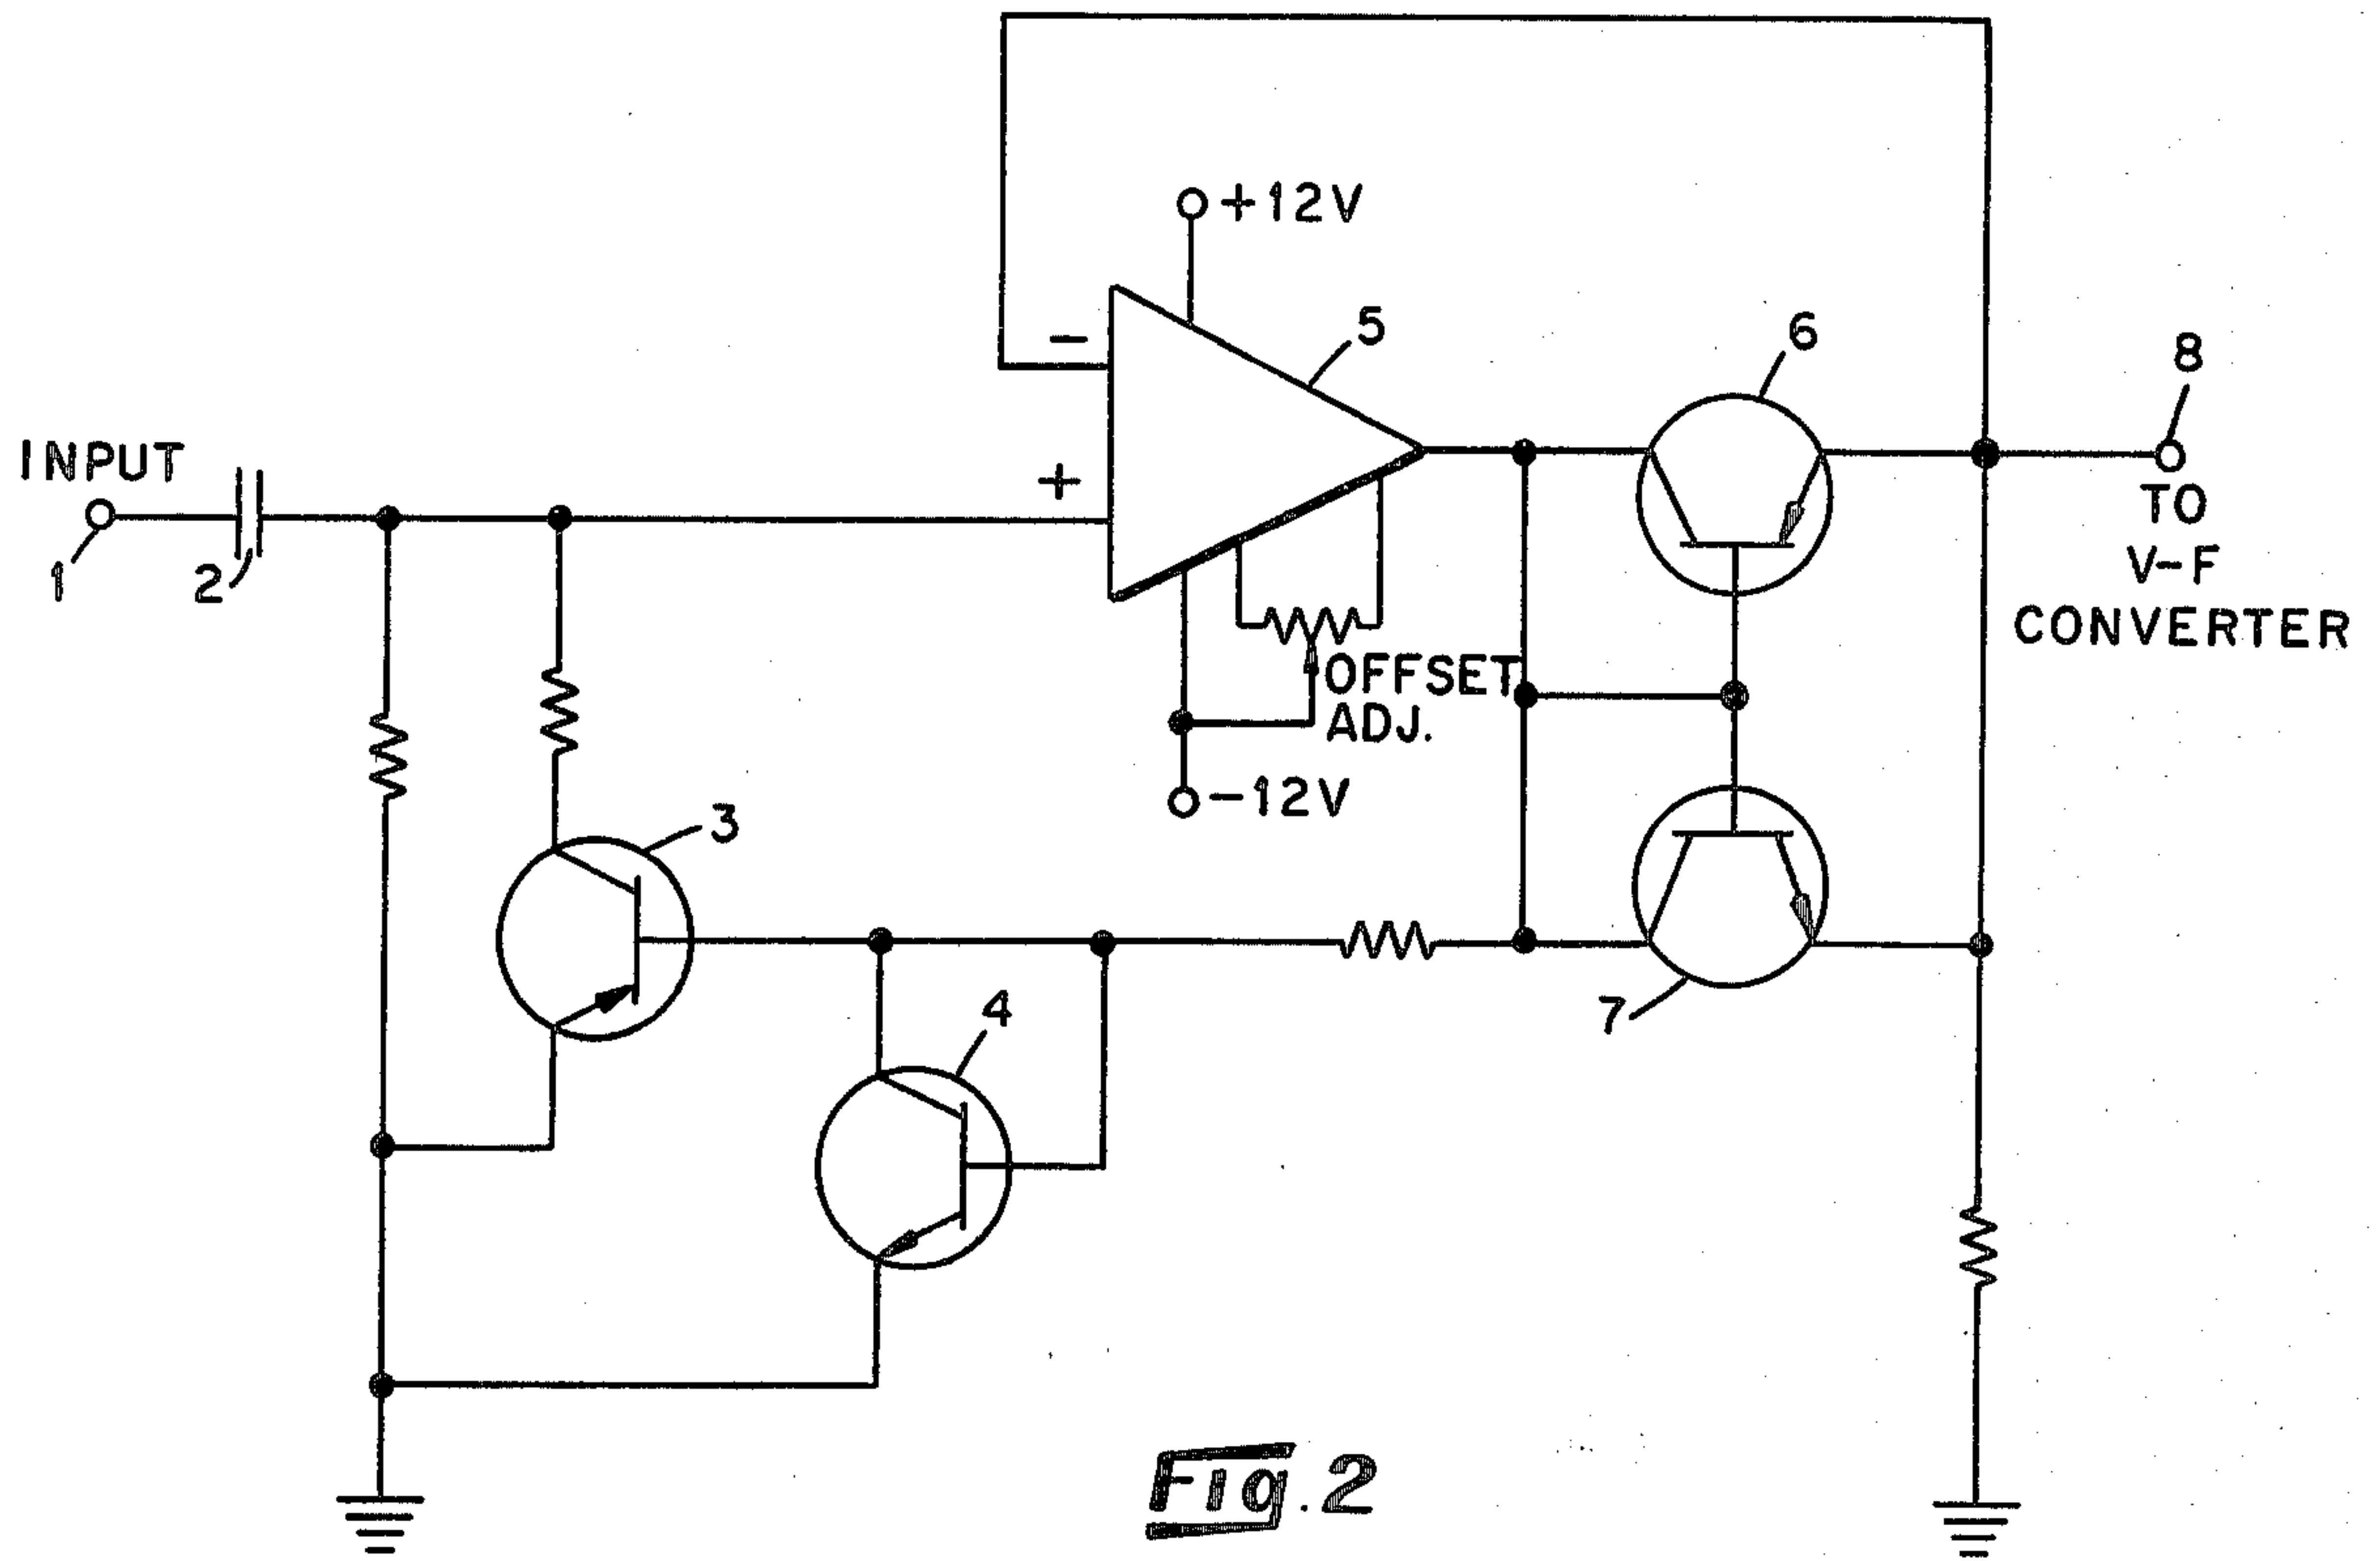 +12V
5
6
8
-
+
INPUT
1
2
TO
V-F
CONVERTER
OFFSET
ADJ.
-12V
3
4
7
Fig. 2